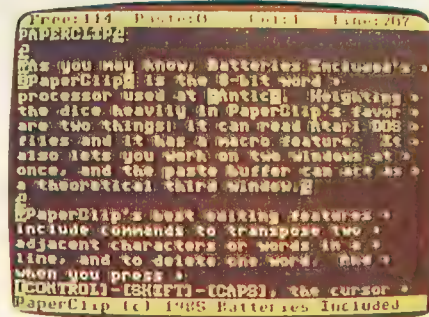 Free:114 Paste:0 Col:1 Line:207
PAPERCLIP
As you may know, Batteries Included's
PaperClip is the 8-bit word
processor used at Antic. Weighting
the dice heavily in PaperClip's favor
are two things: it can read Atari DOS
files and it has a macro feature. It
also lets you work on two windows at
once, and the paste buffer can act as
a theoretical third window.
PaperClip's best editing features
include commands to transpose two
adjacent characters or words in a
line, and to delete one word. And
when you press
[CONTROL]-[SHIFT]-[CAPS], the cursor
PaperClip (c) 1985 Batteries Included